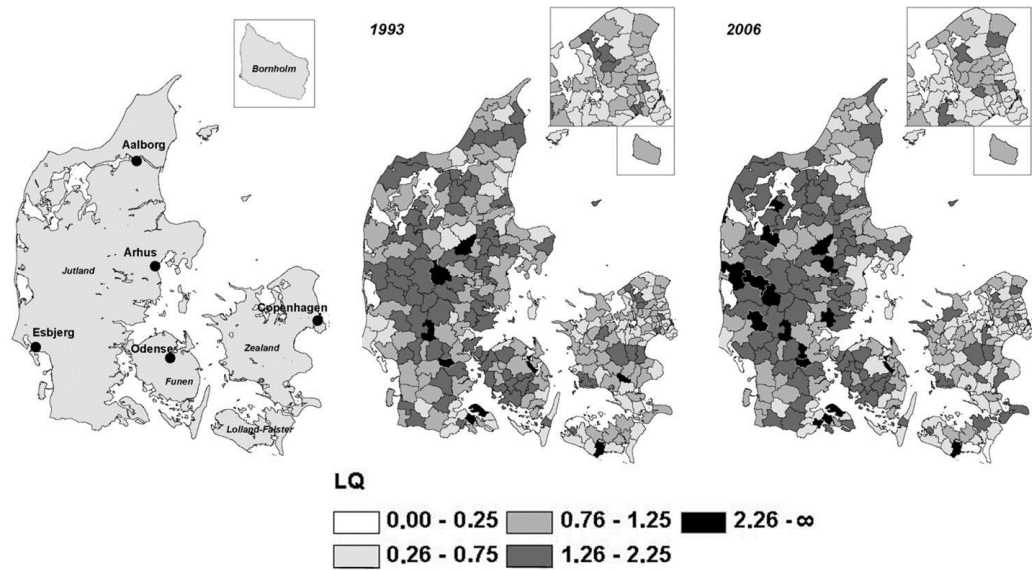 1993
2006
Bornholm
Aalborg
Arhus
Jutland
Copenhagen
Esbjerg
Odense
Zealand
Funen
Lolland-Falster
LQ
0.00 - 0.25
0.76 - 1.25
2.26 - ∞
0.26 - 0.75
1.26 - 2.25